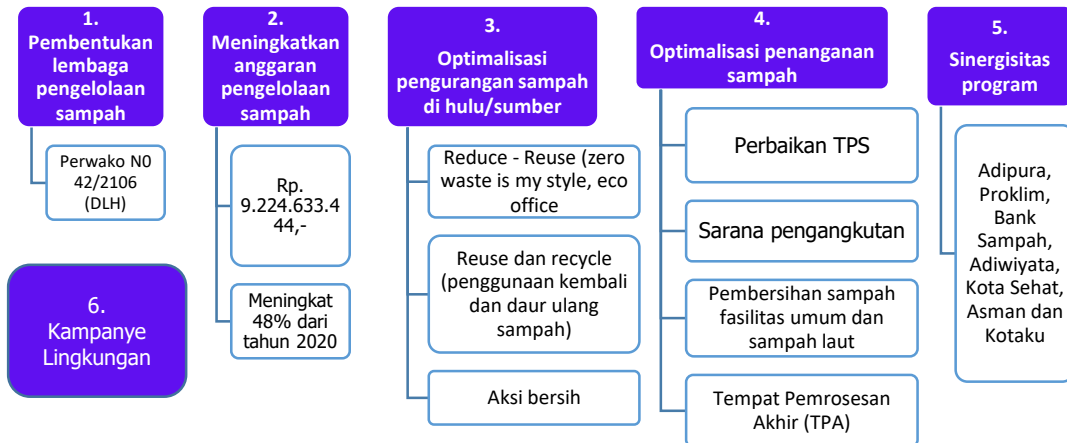 1.
Pembentukan
lembaga
pengelolaan
sampah
Perwako N0
42/2106
(DLH)
2.
Meningkatkan
anggaran
pengelolaan
sampah
Rp.
9.224.633.4
44,-
Meningkat
48% dari
tahun 2020
3.
Optimalisasi
pengurangan sampah
di hulu/sumber
Reduce - Reuse (zero
waste is my style, eco
office
Reuse dan recycle
(penggunaan kembali
dan daur ulang
sampah)
Aksi bersih
4.
Optimalisasi penanganan
sampah
Perbaikan TPS
Sarana pengangkutan
Pembersihan sampah
fasilitas umum dan
sampah laut
Tempat Pemrosesan
Akhir (TPA)
5.
Sinergisitas
program
Adipura,
Proklim,
Bank
Sampah,
Adiwiyata,
Kota Sehat,
Asman dan
Kotaku
6.
Kampanye
Lingkungan